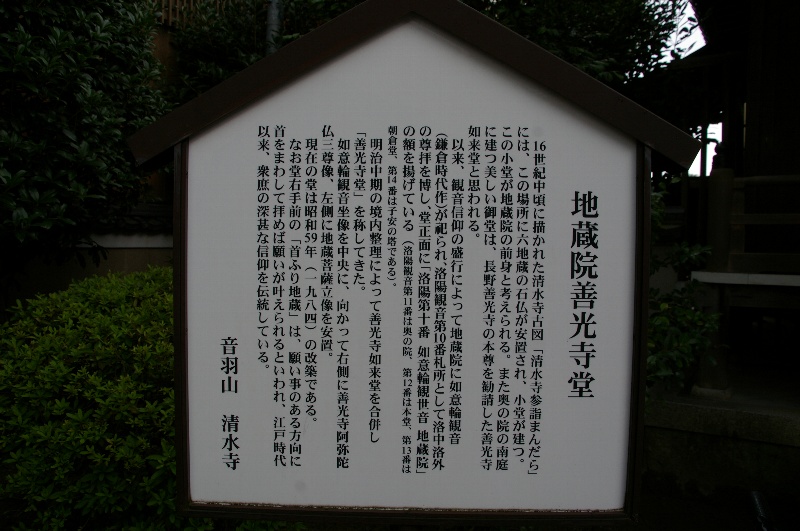 地蔵院善光寺堂
16世紀中頃に描かれた清水寺古図「清水寺参詣まんだら」
には、この場所に六地蔵の石仏が安置され、小堂が建つ。
この小堂が地蔵院の前身と考えられる。また奥の院の南庭
に建つ美しい御堂は、長野善光寺の本尊を勧請した善光寺
如来堂と思われる。
以来、観音信仰の盛行によって地蔵院に如意輪観音
(鎌倉時代作)が祀られ、洛陽観音第10番札所として洛中洛外
の尊拝を博し、堂正面に「洛陽第十番 如意輪観世音 地蔵院」
の額を揚げている(洛陽観音第11番は奥の院、第12番は本堂、第13番は
朝倉堂、第14番は子安の塔である)。
明治中期の境内整理によって善光寺如来堂を合併し
「善光寺堂」を称してきた。
如意輪観音坐像を中央に、向かって右側に善光寺阿弥陀
仏三尊像、左側に地蔵菩薩立像を安置。
現在の堂は昭和59年(一九八四)の改築である。
なお堂右手前の「首ふり地蔵」は、願い事のある方向に
首をまわして拝めば願いが叶えられるといわれ、江戸時代
以来、衆庶の深甚な信仰を伝統している。
音羽山 清水寺